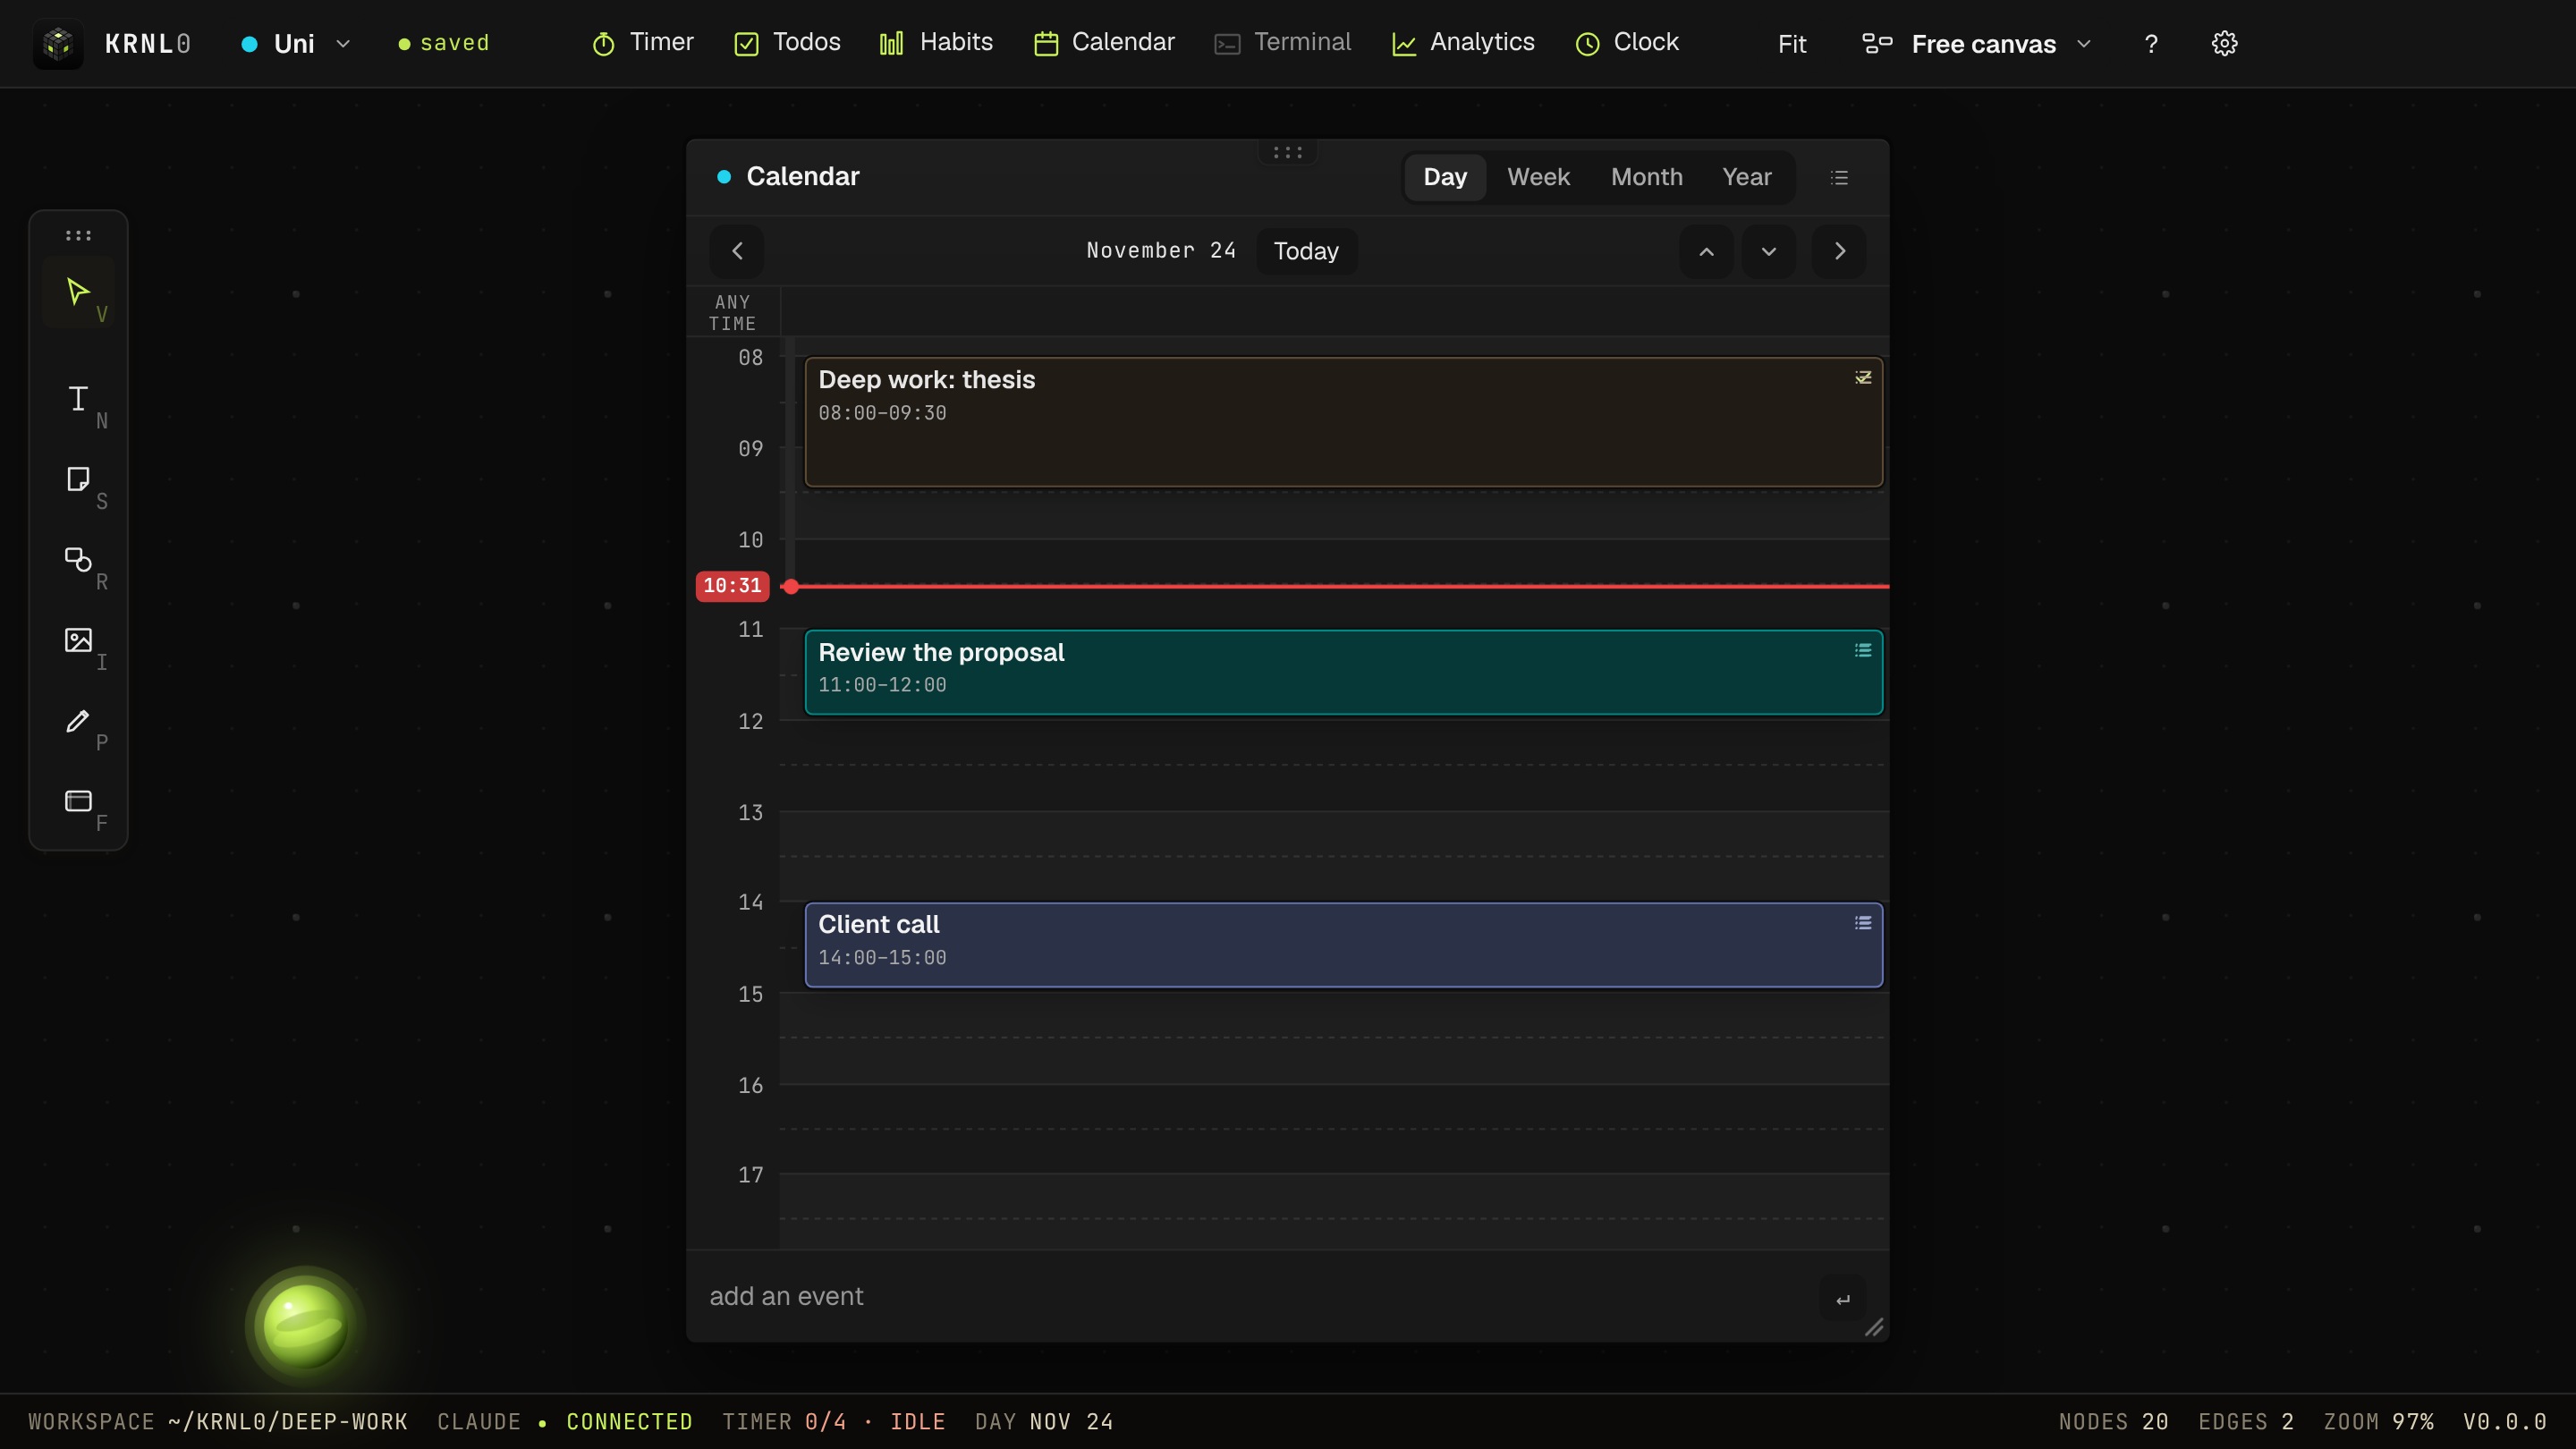 KRNL0 Uni saved Timer Todos Habits Calendar Terminal Analytics Clock Fit Free canvas ?
Calendar Day Week Month Year
November 24 Today
ANY
TIME
V
N
S
R
I
P
F
08
Deep work: thesis
08:00–09:30
09
10
10:31
11
Review the proposal
11:00–12:00
12
13
14
Client call
14:00–15:00
15
16
17
add an event
WORKSPACE ~/KRNL0/DEEP-WORK CLAUDE • CONNECTED TIMER 0/4 · IDLE DAY NOV 24 NODES 20 EDGES 2 ZOOM 97% V0.0.0